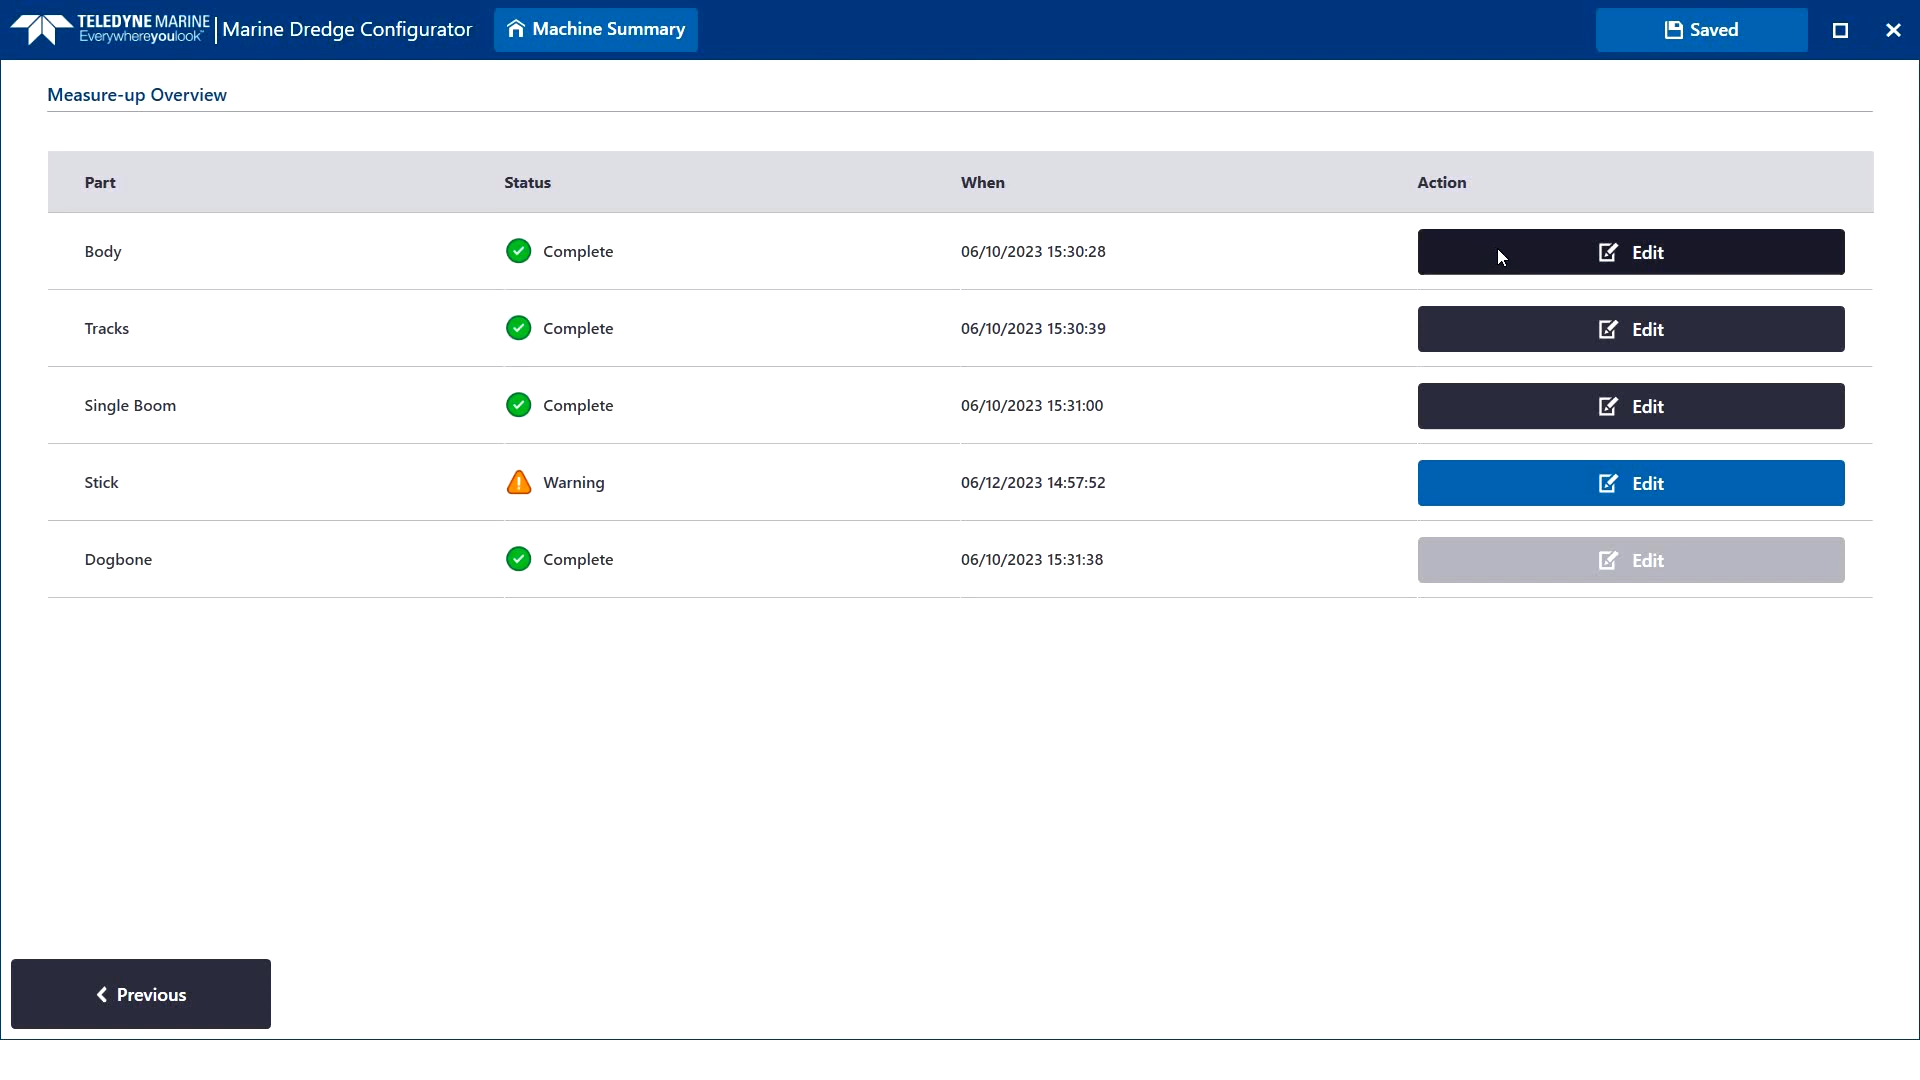 TELEDYNE MARINE
Everywhereyoulook™
Marine Dredge Configurator
Machine Summary
Saved
Measure-up Overview
Part Status When Action
Body Complete 06/10/2023 15:30:28 Edit
Tracks Complete 06/10/2023 15:30:39 Edit
Single Boom Complete 06/10/2023 15:31:00 Edit
Stick Warning 06/12/2023 14:57:52 Edit
Dogbone Complete 06/10/2023 15:31:38 Edit
Previous